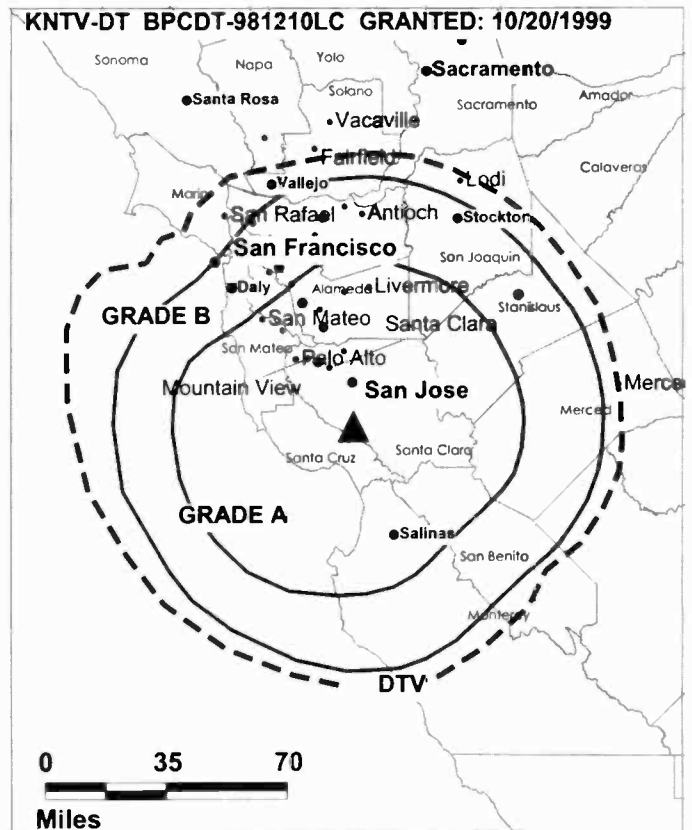 KNTV-DT BPCDT-981210LC GRANTED: 10/20/1999
Sonoma
Napa
Yolo
Sacramento
Solano
Santa Rosa
Sacramento
Amador
Vacaville
Fairfield
Calaveras
Vallejo
Lodi
Marin
San Rafael
Antioch
Stockton
San Francisco
San Joaquin
Daly
Alameda
Livermore
Stanislaus
GRADE B
San Mateo
Santa Clara
San Mateo
Palo Alto
Mountain View
San Jose
Merced
Merced
Santa Cruz
Santa Clara
GRADE A
Salinas
San Benito
Monterey
DTV
0 35 70
Miles